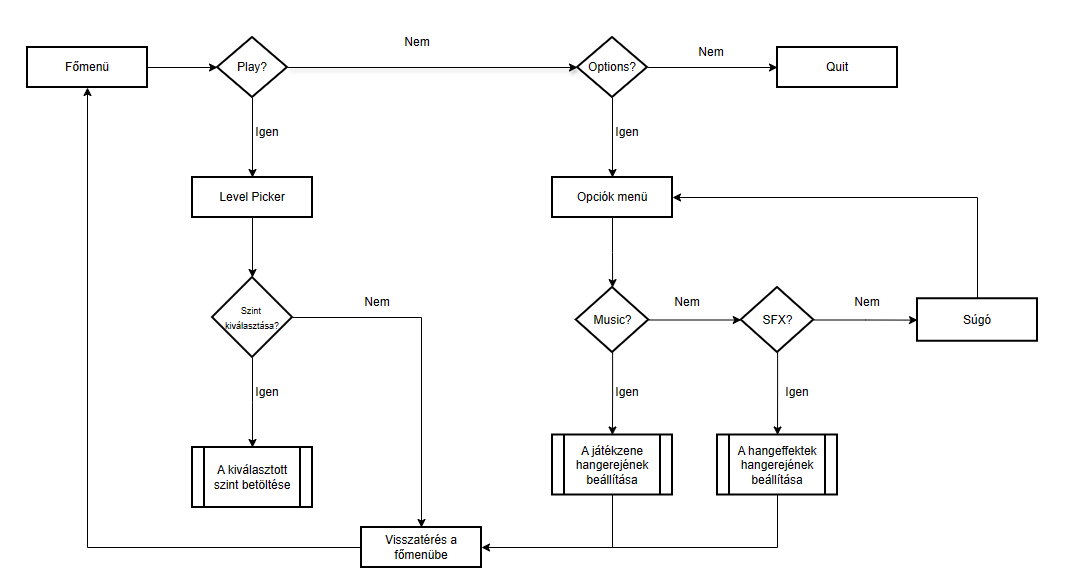 Nem
Nem
Főmenü
Play?
Options?
Quit
Igen
Igen
Level Picker
Opciók menü
Nem
Nem
Nem
Szint
kiválasztása?
Music?
SFX?
Súgó
Igen
Igen
Igen
A kiválasztott
szint betöltése
A játékzene
hangerejének
beállítása
A hangeffektek
hangerejének
beállítása
Visszatérés a
főmenübe